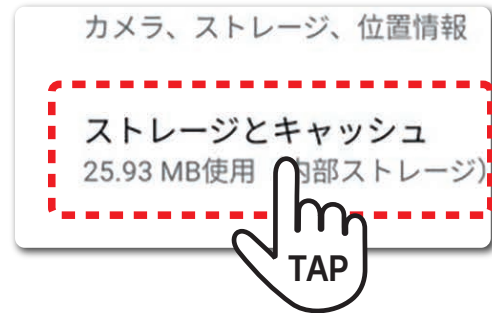 カメラ、ストレージ、位置情報
ストレージとキャッシュ
25.93 MB使用（内部ストレージ）
TAP